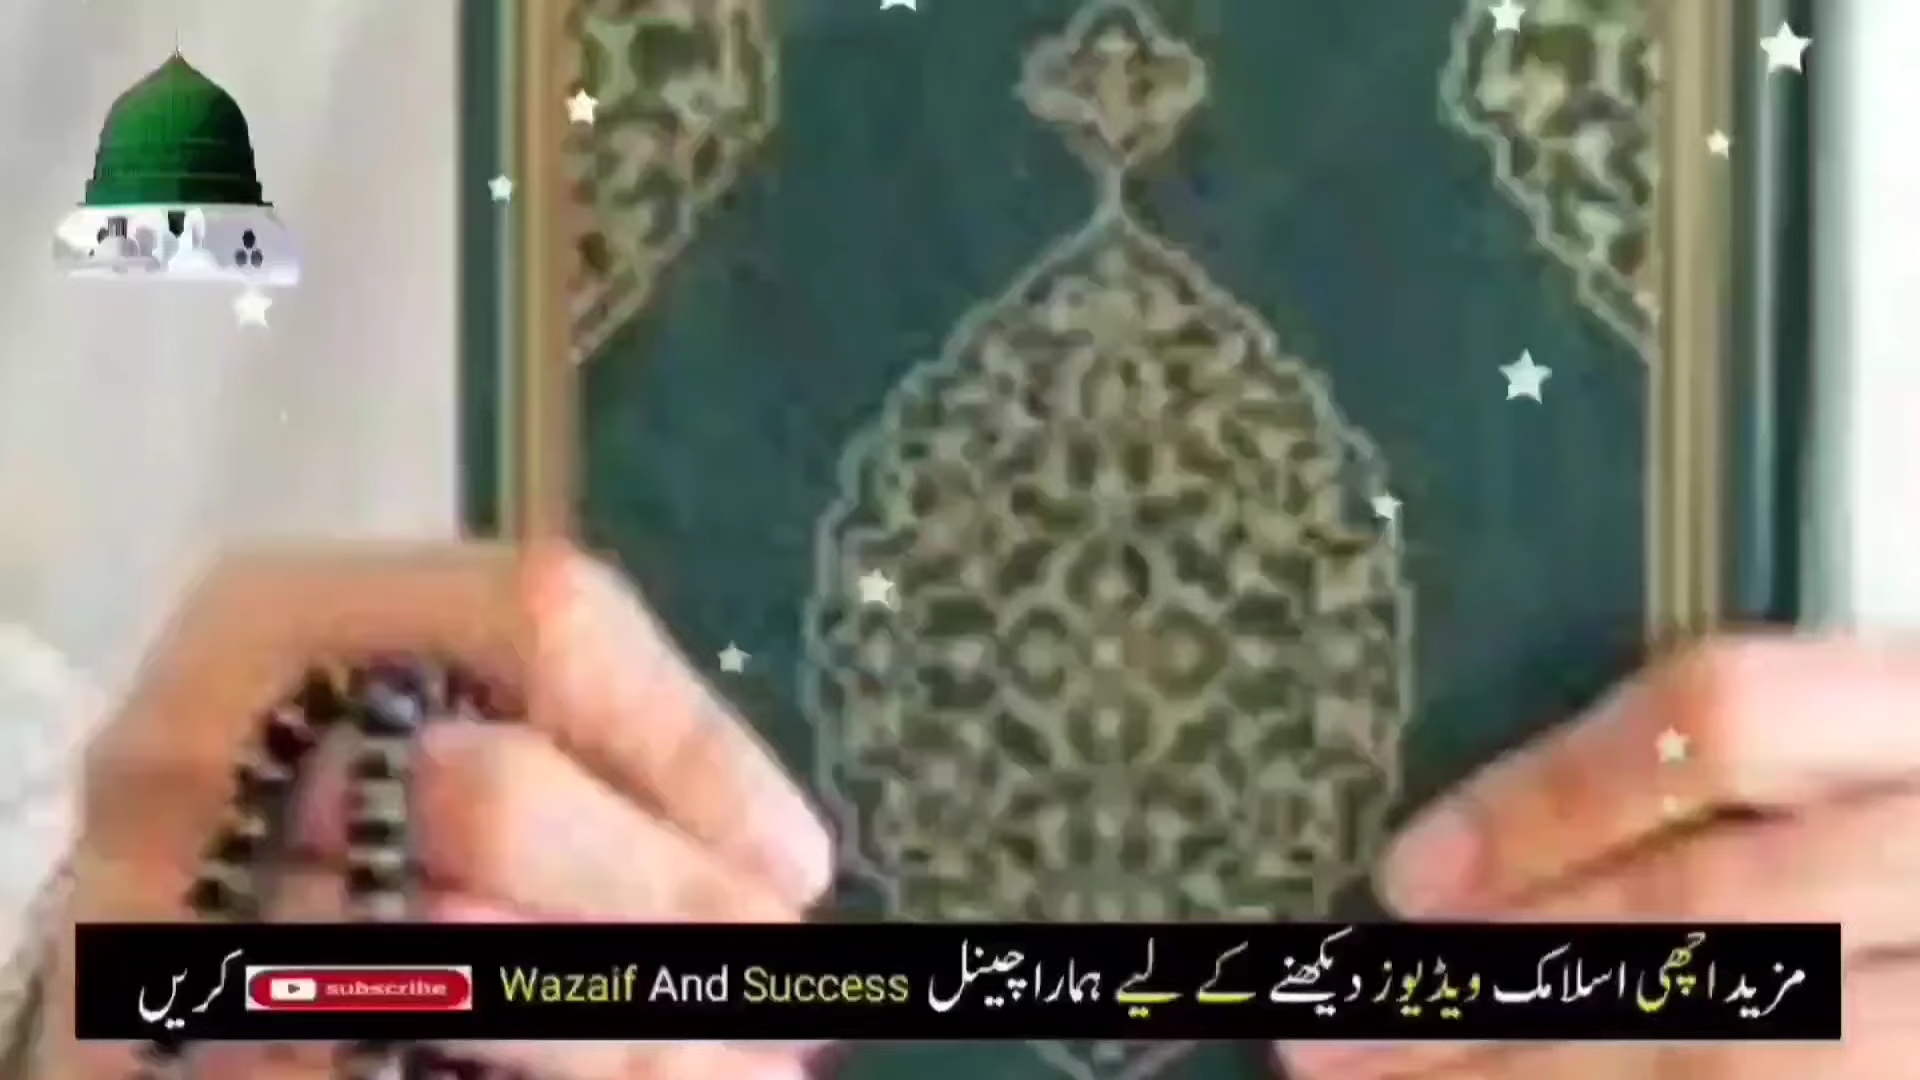 مزید اچھی اسلامک ویڈیوز دیکھنے کے لیے ہمارا چینل Wazaif And Success subscribe کریں